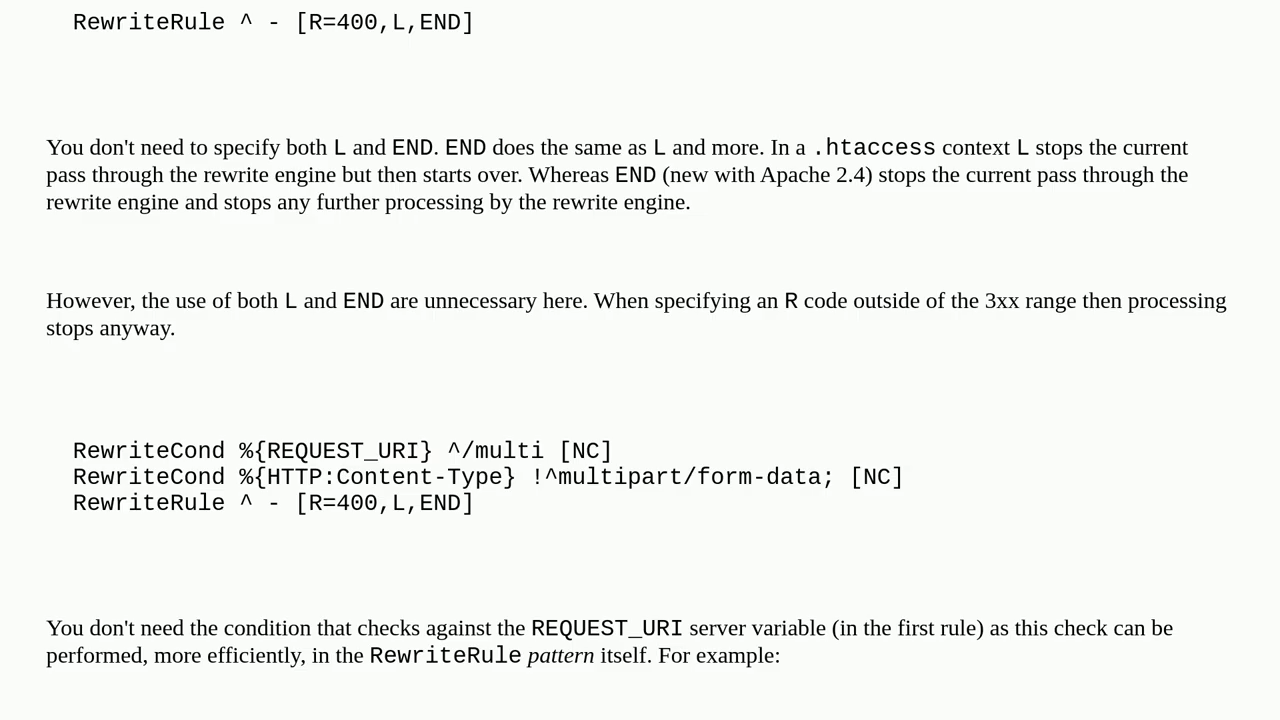 RewriteRule ^ - [R=400,L,END]
You don't need to specify both L and END. END does the same as L and more. In a .htaccess context L stops the current
pass through the rewrite engine but then starts over. Whereas END (new with Apache 2.4) stops the current pass through the
rewrite engine and stops any further processing by the rewrite engine.
However, the use of both L and END are unnecessary here. When specifying an R code outside of the 3xx range then processing
stops anyway.
RewriteCond %{REQUEST_URI} ^/multi [NC]
RewriteCond %{HTTP:Content-Type} !^multipart/form-data; [NC]
RewriteRule ^ - [R=400,L,END]
You don't need the condition that checks against the REQUEST_URI server variable (in the first rule) as this check can be
performed, more efficiently, in the RewriteRule pattern itself. For example: